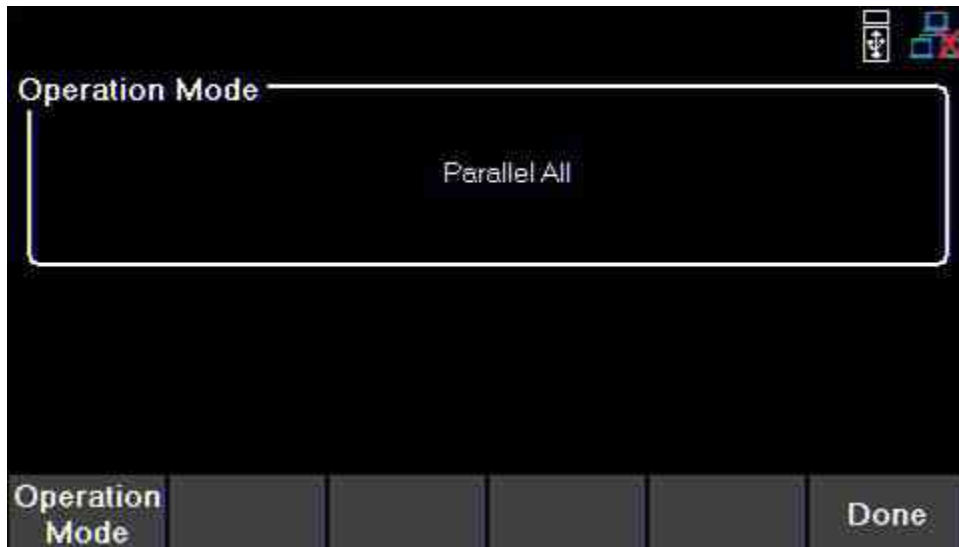 Operation Mode
Parallel All
Operation
Mode
Done